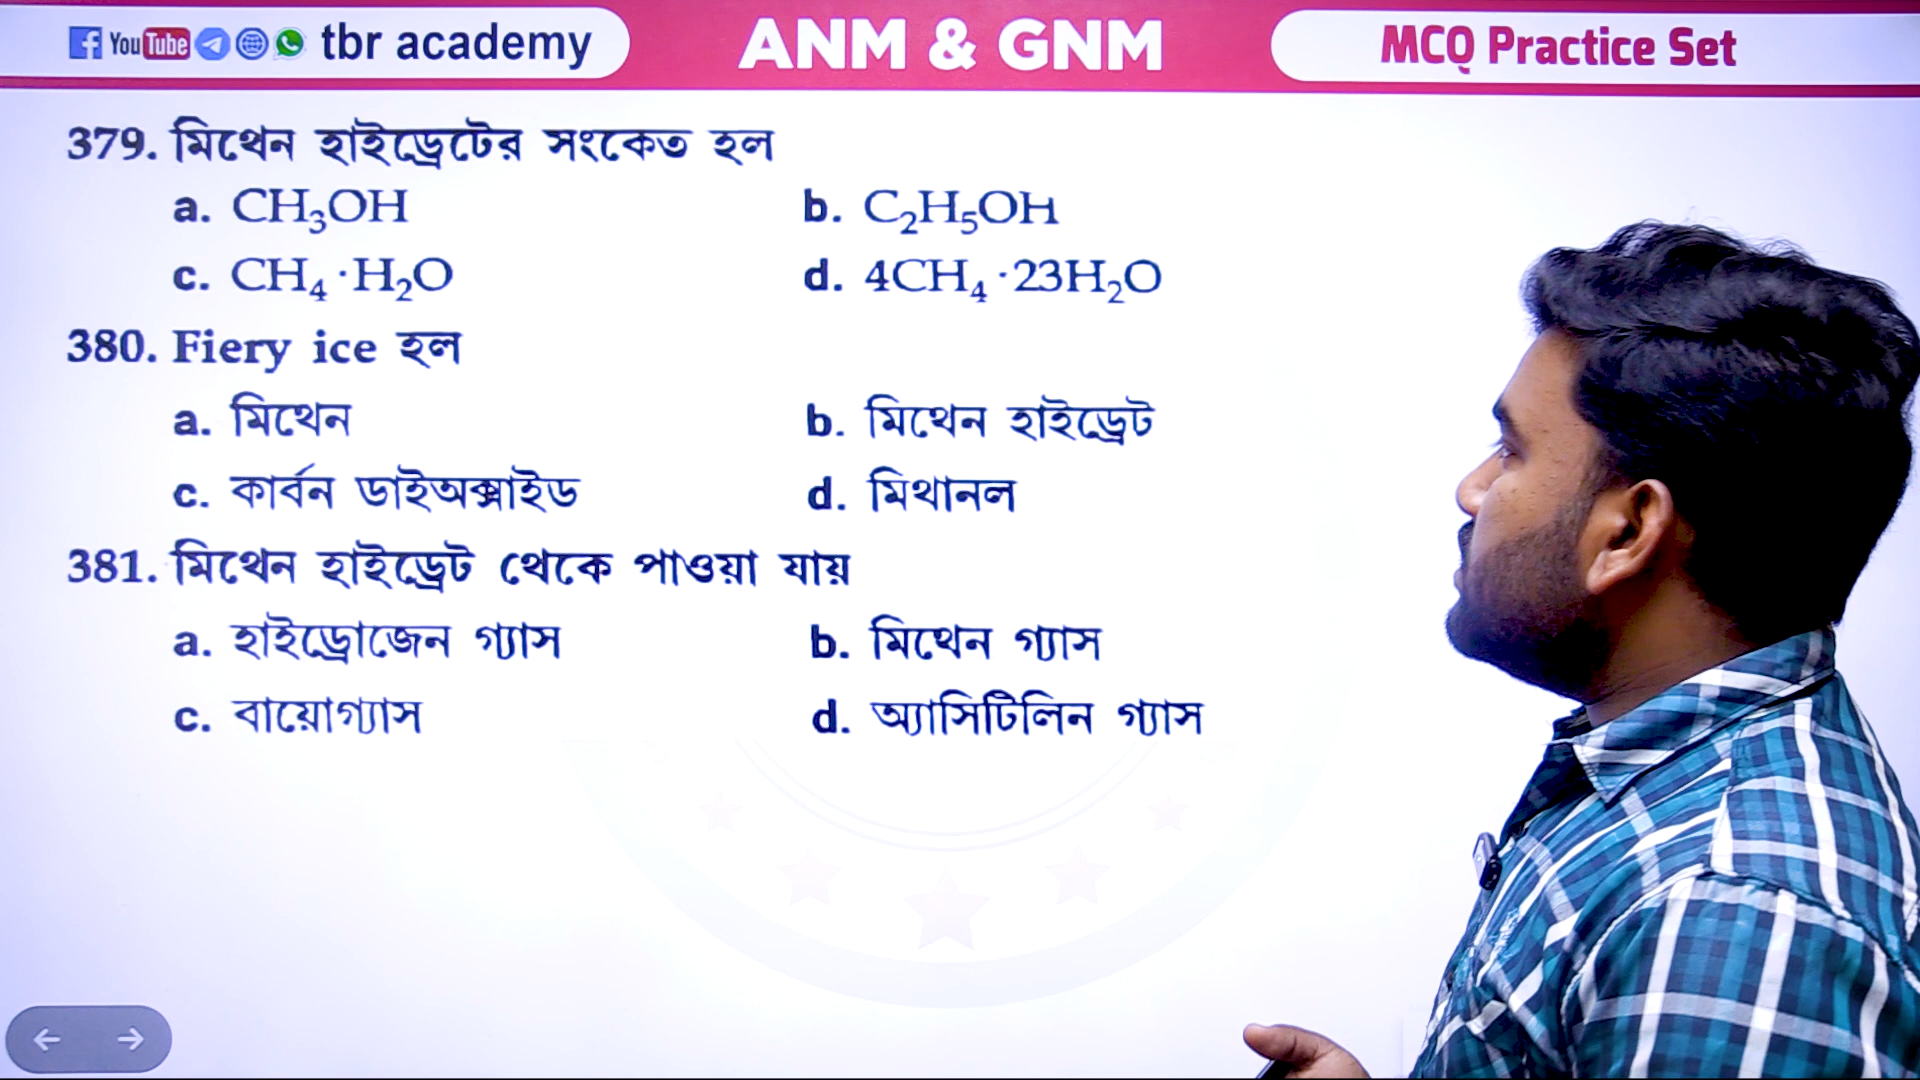 YouTube tbr academy ANM & GNM MCQ Practice Set
379. মিথেন হাইড্রেটের সংকেত হল
a. CH₃OH b. C₂H₅OH
c. CH₄·H₂O d. 4CH₄·23H₂O
380. Fiery ice হল
a. মিথেন b. মিথেন হাইড্রেট
c. কার্বন ডাইঅক্সাইড d. মিথানল
381. মিথেন হাইড্রেট থেকে পাওয়া যায়
a. হাইড্রোজেন গ্যাস b. মিথেন গ্যাস
c. বায়োগ্যাস d. অ্যাসিটিলিন গ্যাস